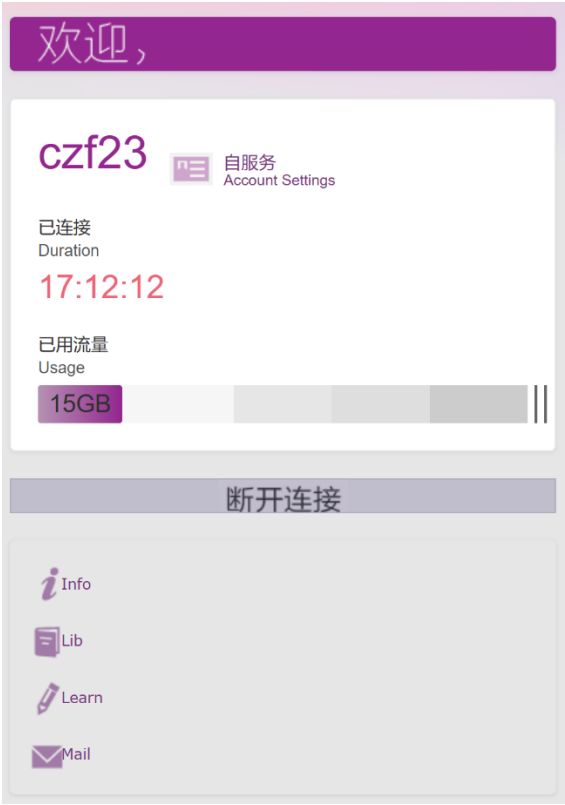 欢迎，
czf23
自服务
Account Settings
已连接
Duration
17:12:12
已用流量
Usage
15GB
断开连接
Info
Lib
Learn
Mail